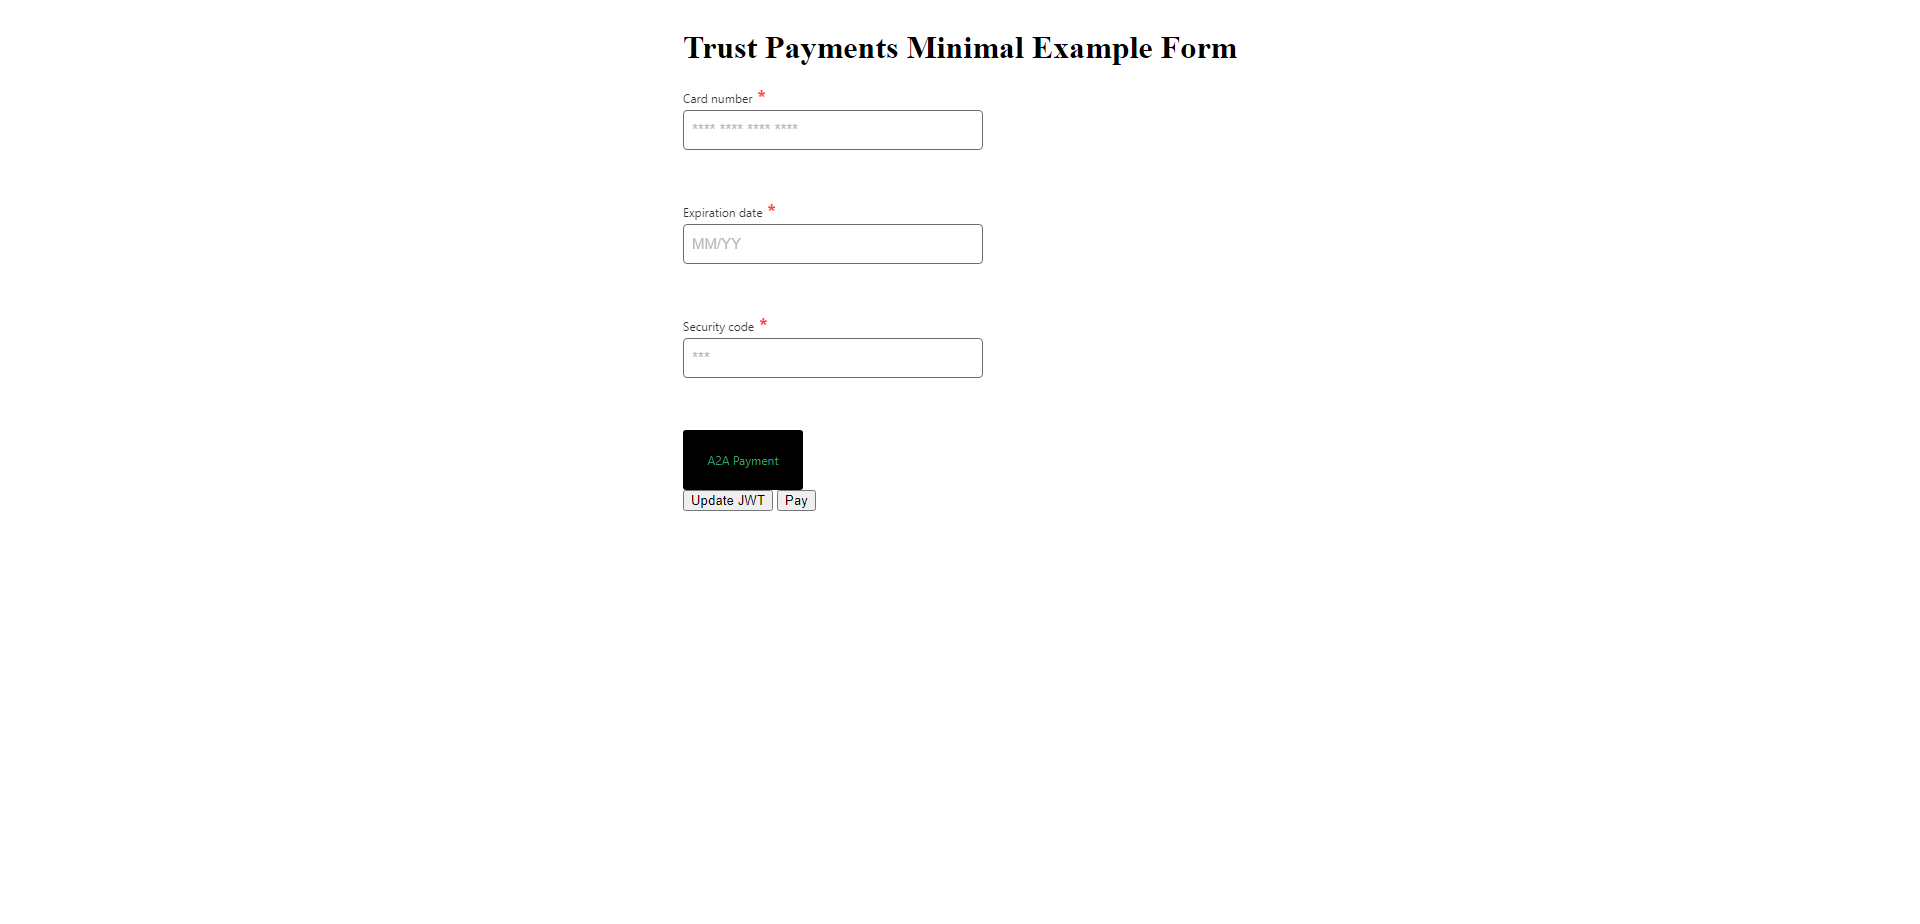 Trust Payments Minimal Example Form
Card number *
**** **** **** ****
Expiration date *
MM/YY
Security code *
***
A2A Payment
Update JWT Pay